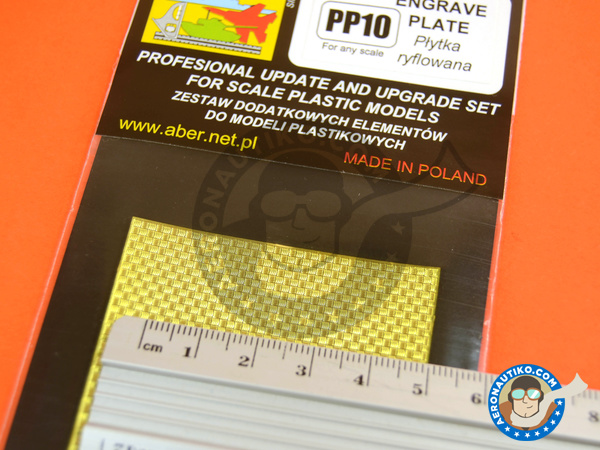 ENGRAVE
PLATE
Płytka
ryflowana
PP10
For any scale
PROFESIONAL UPDATE AND UPGRADE SET
FOR SCALE PLASTIC MODELS
ZESTAW DODATKOWYCH ELEMENTÓW
DO MODELI PLASTIKOWYCH
www.aber.net.pl
MADE IN POLAND
cm 1 2 3 4 5 6 8
AERONAUTIKO.COM